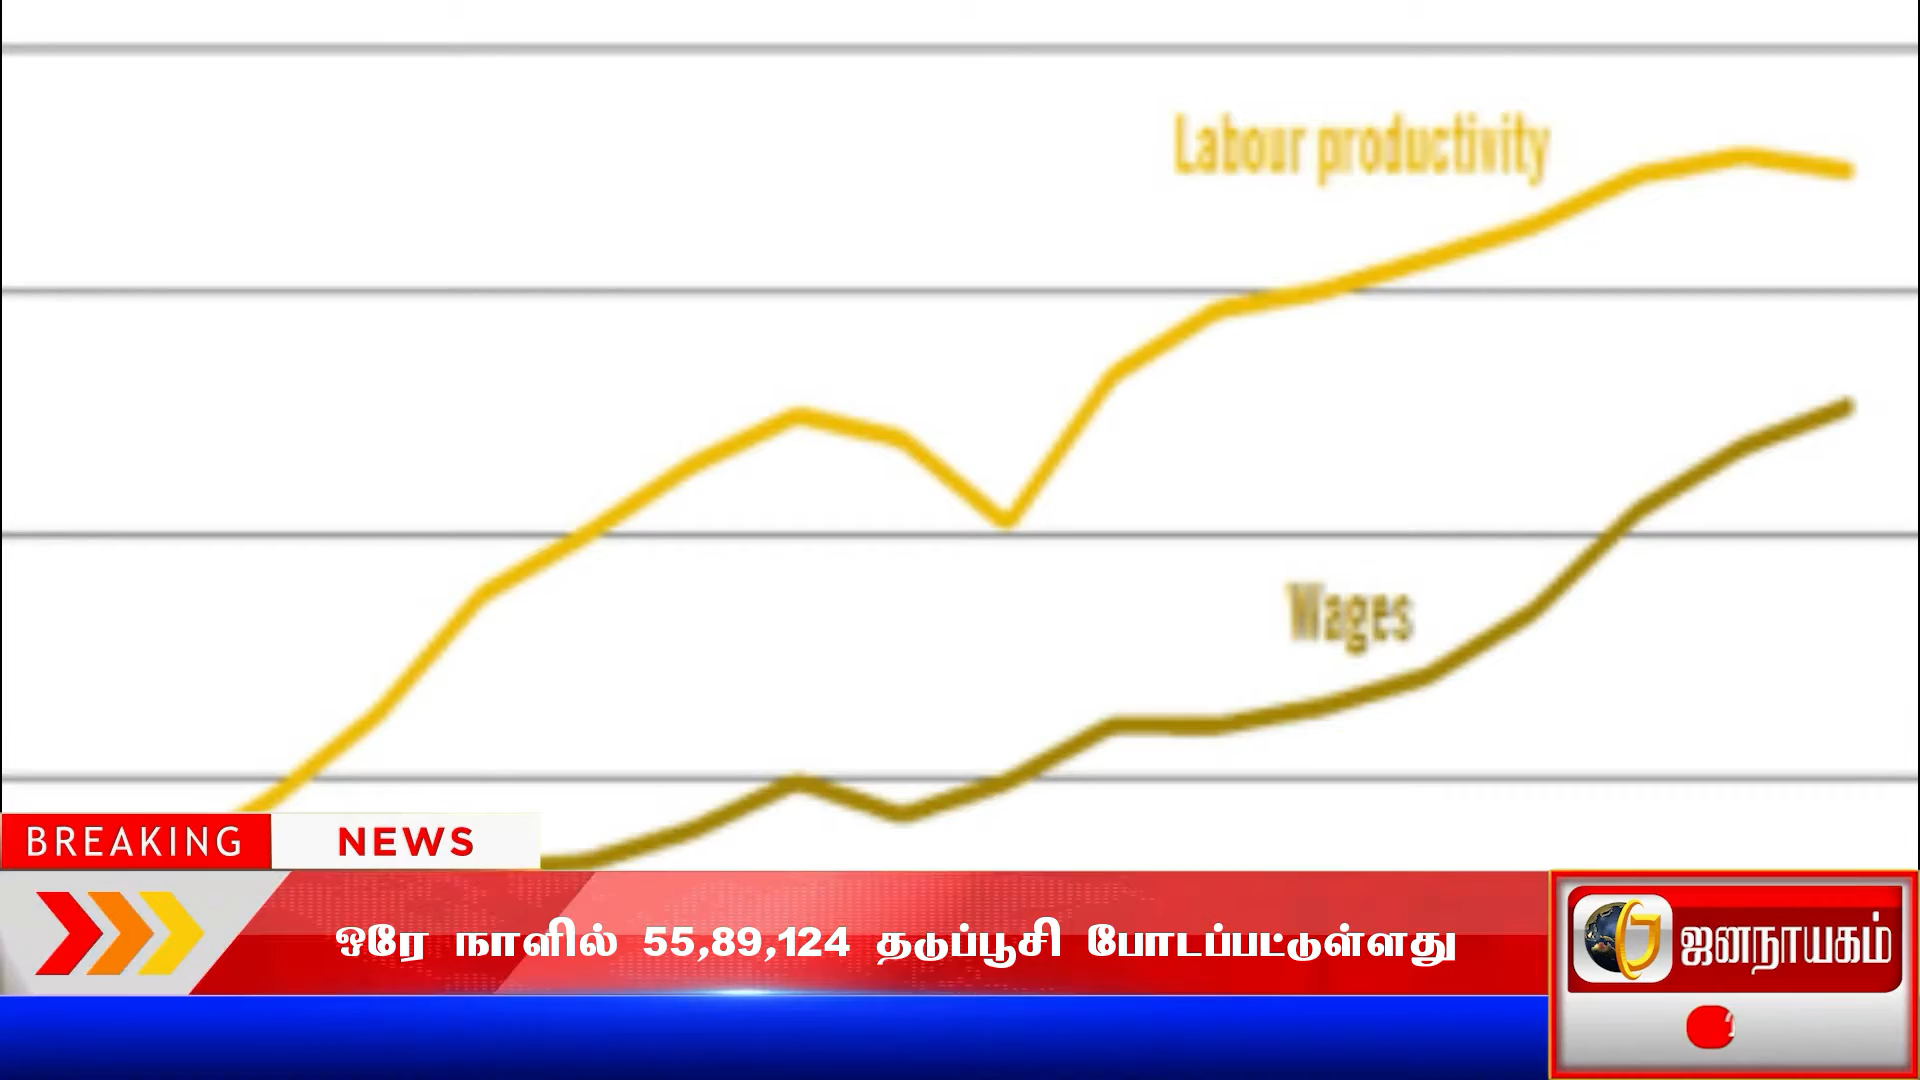 Labour productivity
Wages
BREAKING NEWS
ஒரே நாளில் 55,89,124 தடுப்பூசி போடப்பட்டுள்ளது
ஜனநாயகம்